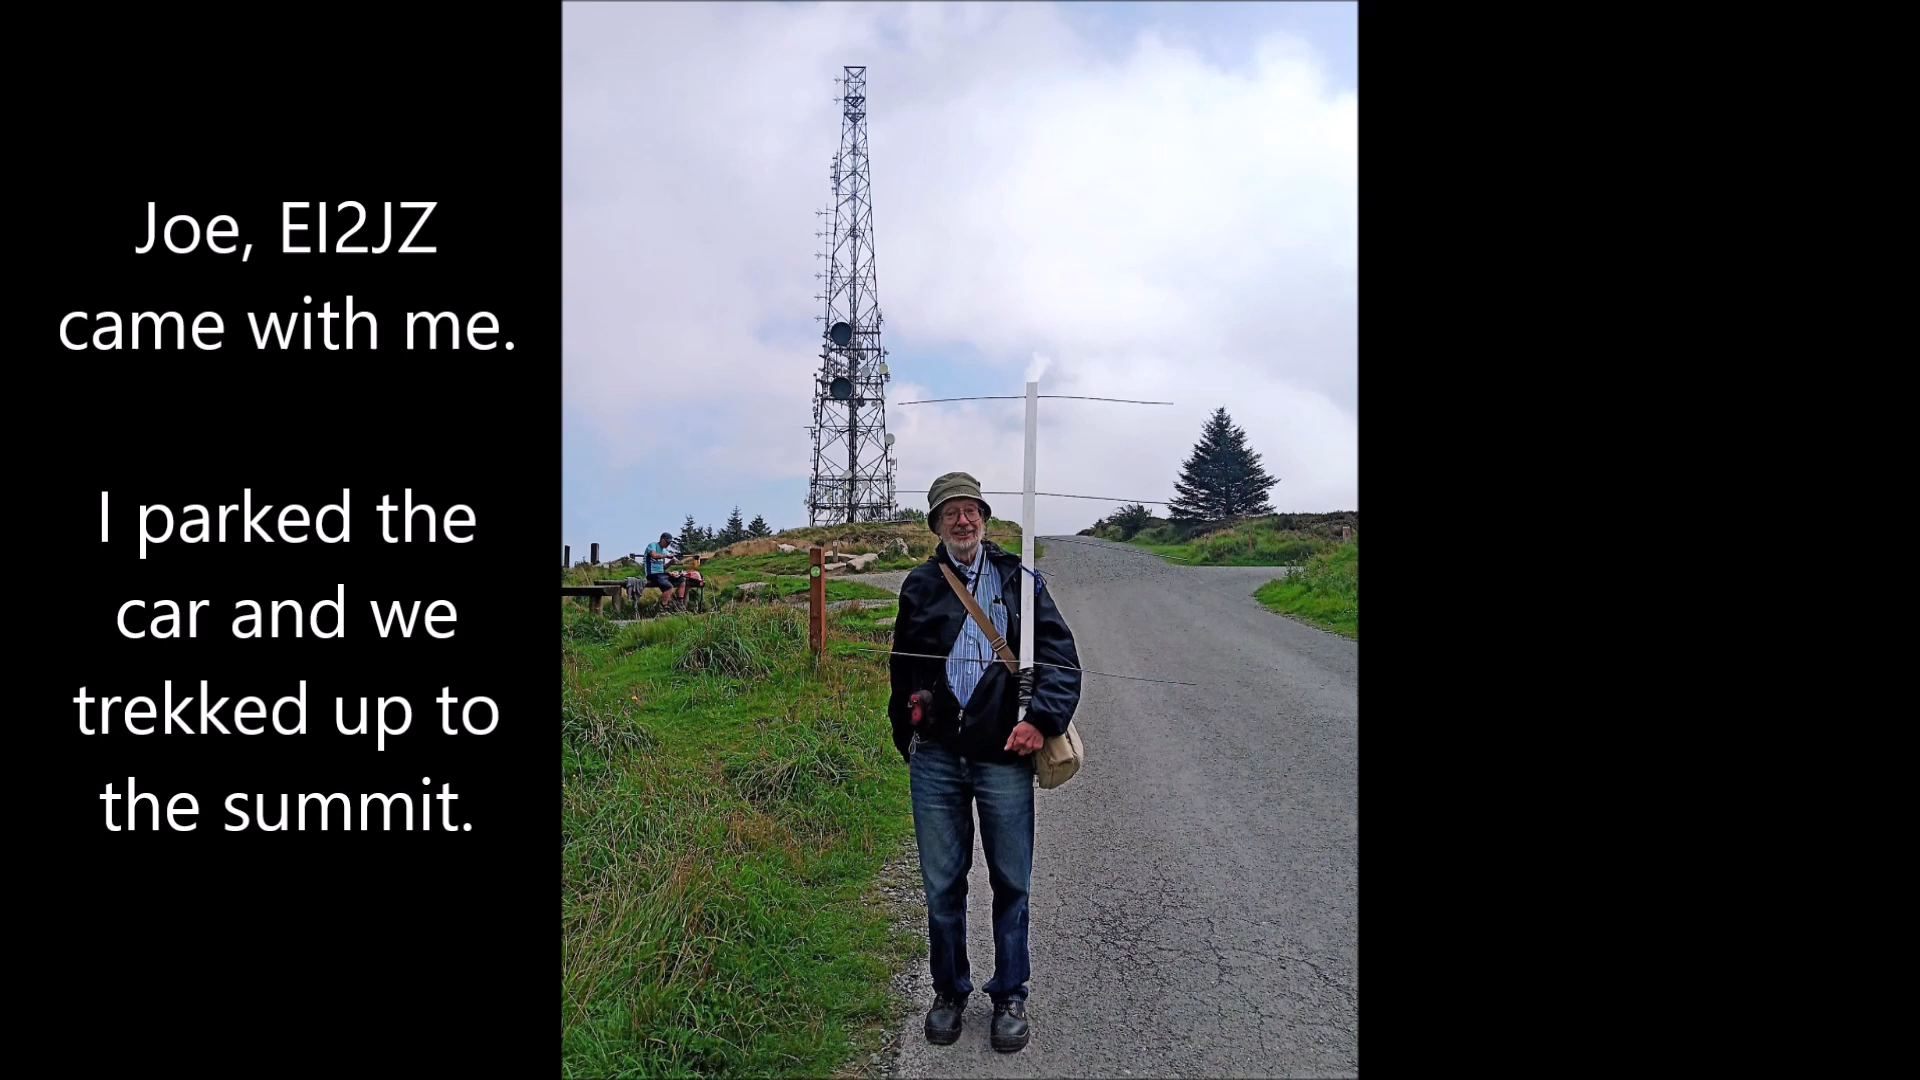 Joe, EI2JZ
came with me.
I parked the
car and we
trekked up to
the summit.